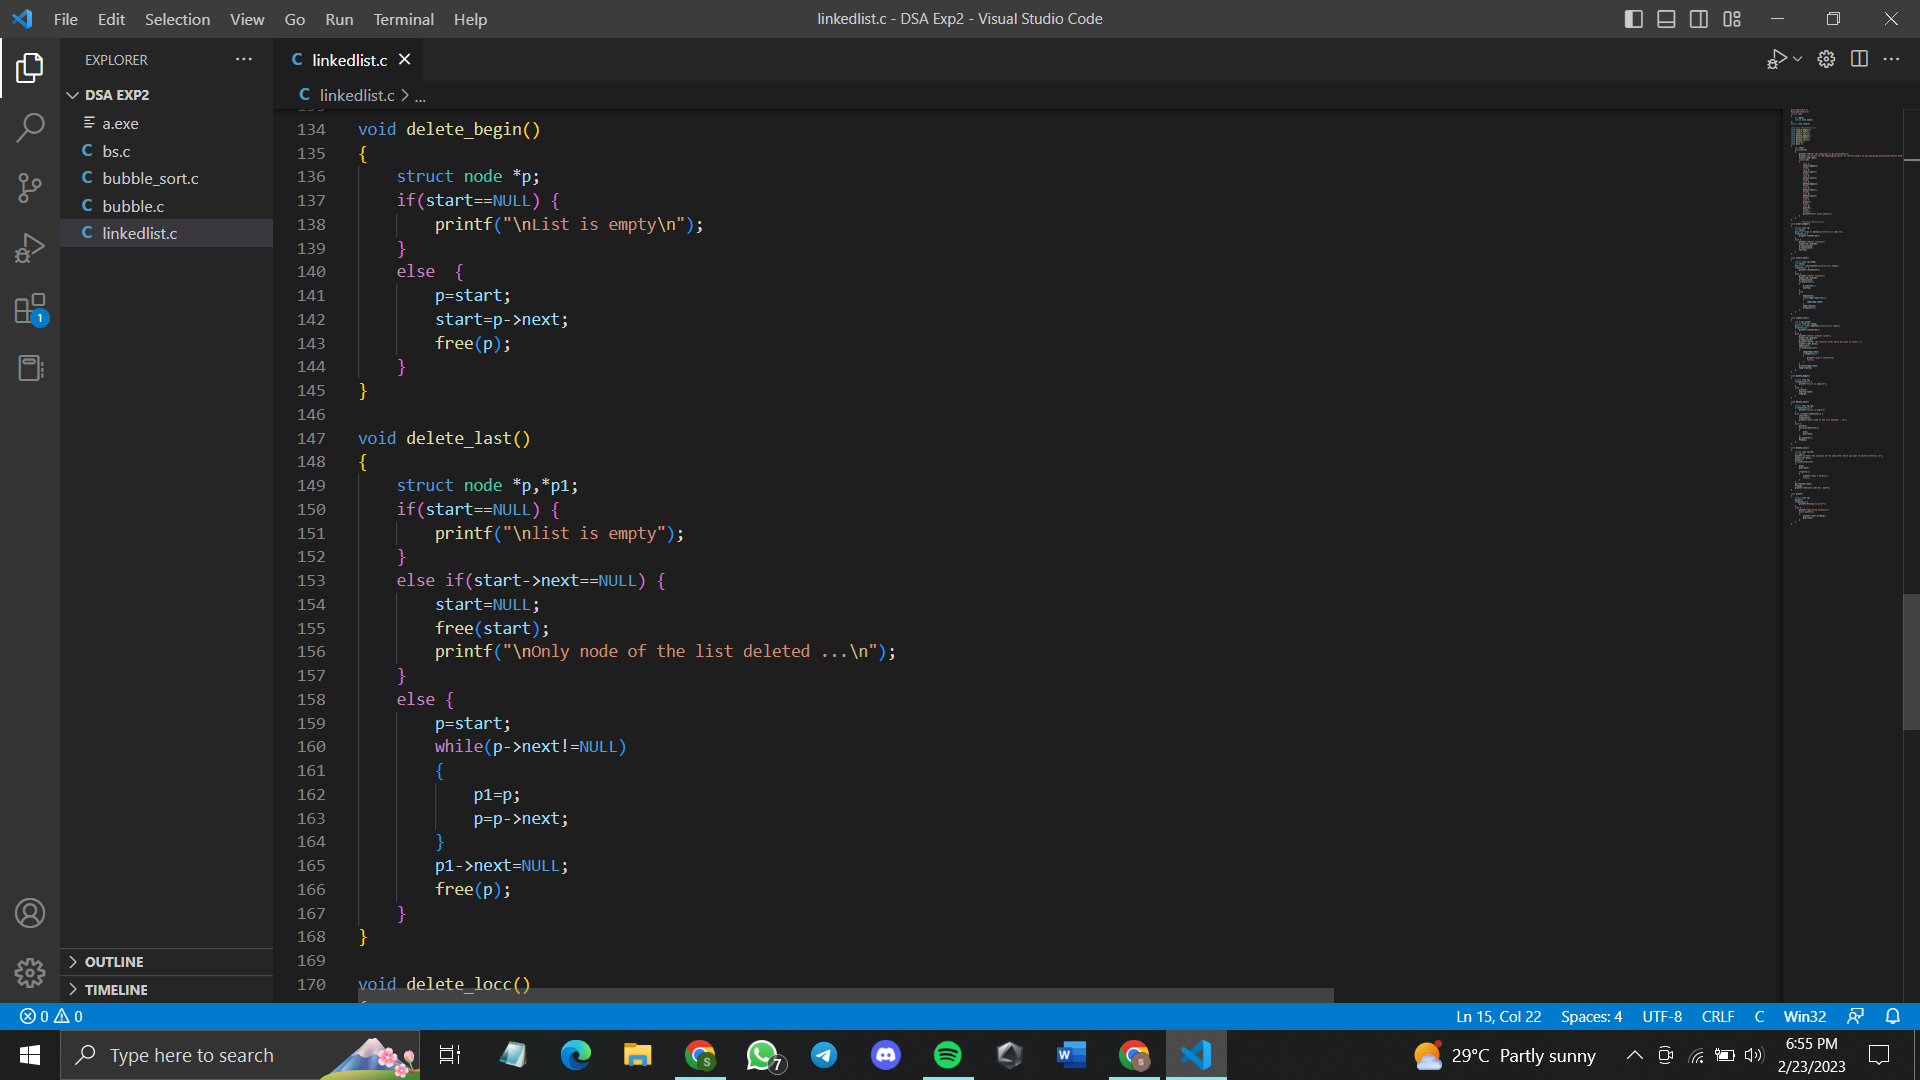 File Edit Selection View Go Run Terminal Help
linkedlist.c - DSA Exp2 - Visual Studio Code
EXPLORER
DSA EXP2
a.exe
C bs.c
C bubble_sort.c
C bubble.c
C linkedlist.c
OUTLINE
TIMELINE
1
C linkedlist.c
C linkedlist.c > ...
134 void delete_begin()
135 {
136 struct node *p;
137 if(start==NULL) {
138 printf("\nList is empty\n");
139 }
140 else  {
141 p=start;
142 start=p->next;
143 free(p);
144 }
145 }
146
147 void delete_last()
148 {
149 struct node *p,*p1;
150 if(start==NULL) {
151 printf("\nlist is empty");
152 }
153 else if(start->next==NULL) {
154 start=NULL;
155 free(start);
156 printf("\nOnly node of the list deleted ...\n");
157 }
158 else {
159 p=start;
160 while(p->next!=NULL)
161 {
162 p1=p;
163 p=p->next;
164 }
165 p1->next=NULL;
166 free(p);
167 }
168 }
169
170 void delete_locc()
0 0
Ln 15, Col 22 Spaces: 4 UTF-8 CRLF C Win32
Type here to search
S
7
W
S
29°C Partly sunny
6:55 PM
2/23/2023